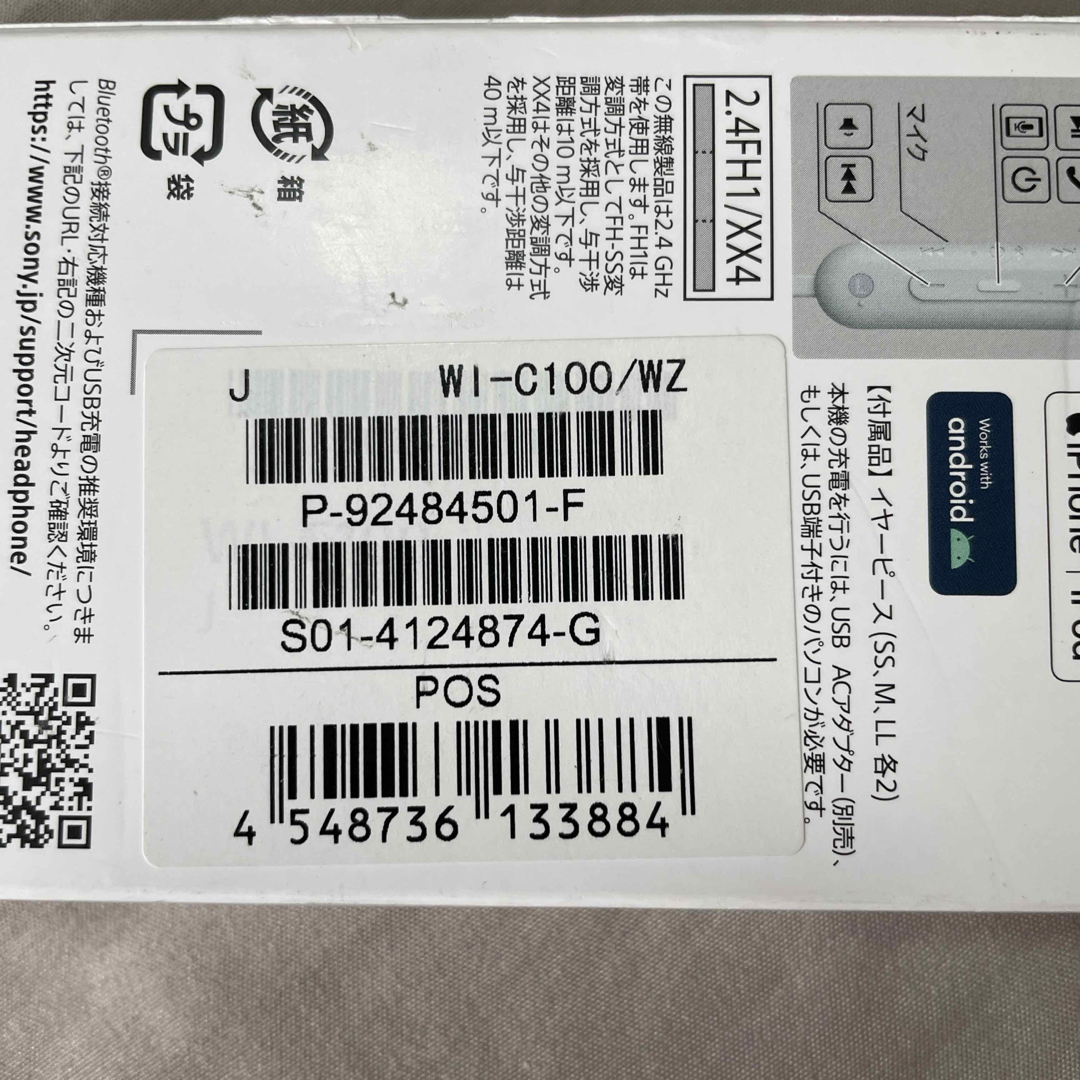 マイク
Works with
android
iPhone | iPad
【付属品】 イヤーピース (SS、M、LL 各2)
本機の充電を行うには、USB ACアダプター(別売)、
もしくは、USB端子付きのパソコンが必要です。
2.4FH1/XX4
この無線製品は2.4 GHz
帯を使用します。FH1は
変調方式としてFH-SS変
調方式を採用し、与干渉
距離は10 m以下です。
XX4はその他の変調方式
を採用し、与干渉距離は
40 m以下です。
紙
箱
プラ
袋
Bluetooth®接続対応機種およびUSB充電の推奨環境につきま
しては、下記のURL・右記の二次元コードよりご確認ください。
https://www.sony.jp/support/headphone/
J WI-C100/WZ
P-92484501-F
S01-4124874-G
POS
4 548736 133884